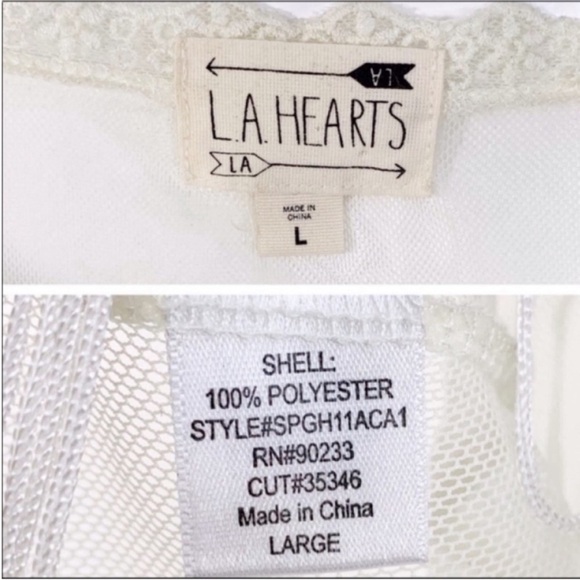 LA
L.A. HEARTS
LA
MADE IN
CHINA
L
SHELL:
100% POLYESTER
STYLE#SPGH11ACA1
RN#90233
CUT#35346
Made in China
LARGE